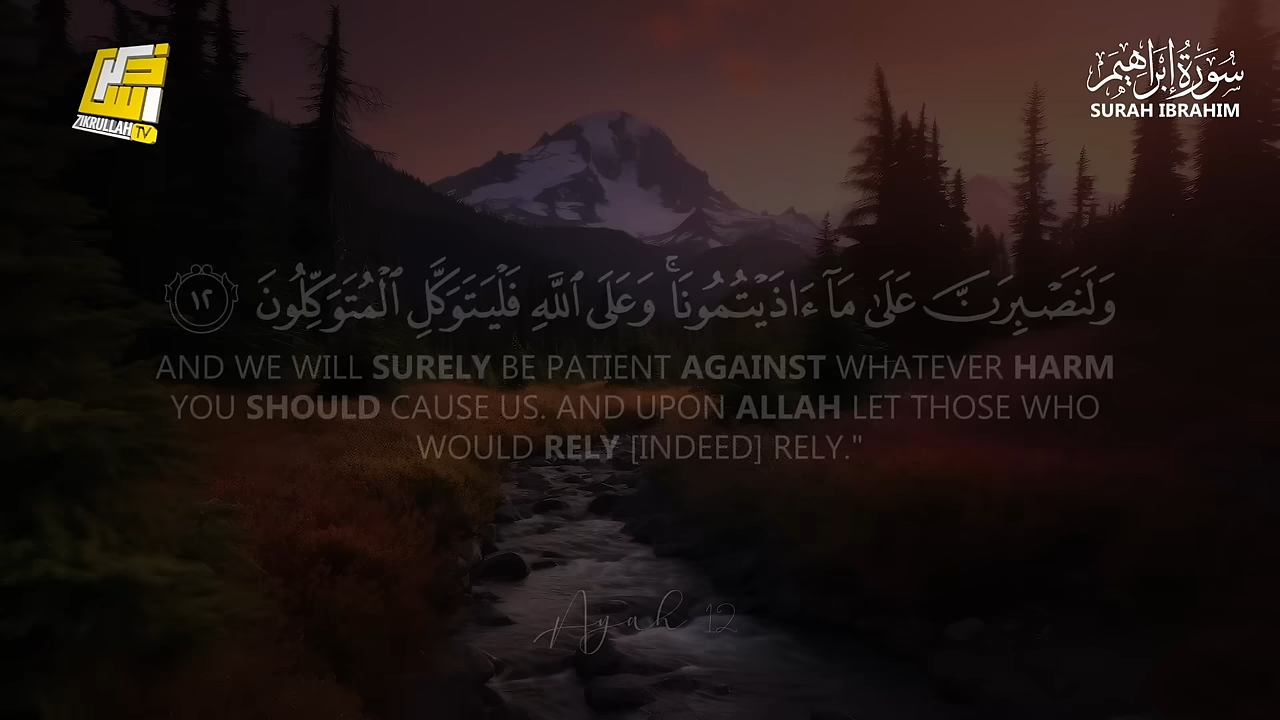 ذكر الله
ZIKRULLAH TV
سُورَةُ إِبْرَاهِيم
SURAH IBRAHIM
وَلَنَصْبِرَنَّ عَلَىٰ مَآ ءَاذَيْتُمُونَا ۚ وَعَلَى ٱللَّهِ فَلْيَتَوَكَّلِ ٱلْمُتَوَكِّلُونَ ١٢
AND WE WILL SURELY BE PATIENT AGAINST WHATEVER HARM
YOU SHOULD CAUSE US. AND UPON ALLAH LET THOSE WHO
WOULD RELY [INDEED] RELY."
Ayah 12